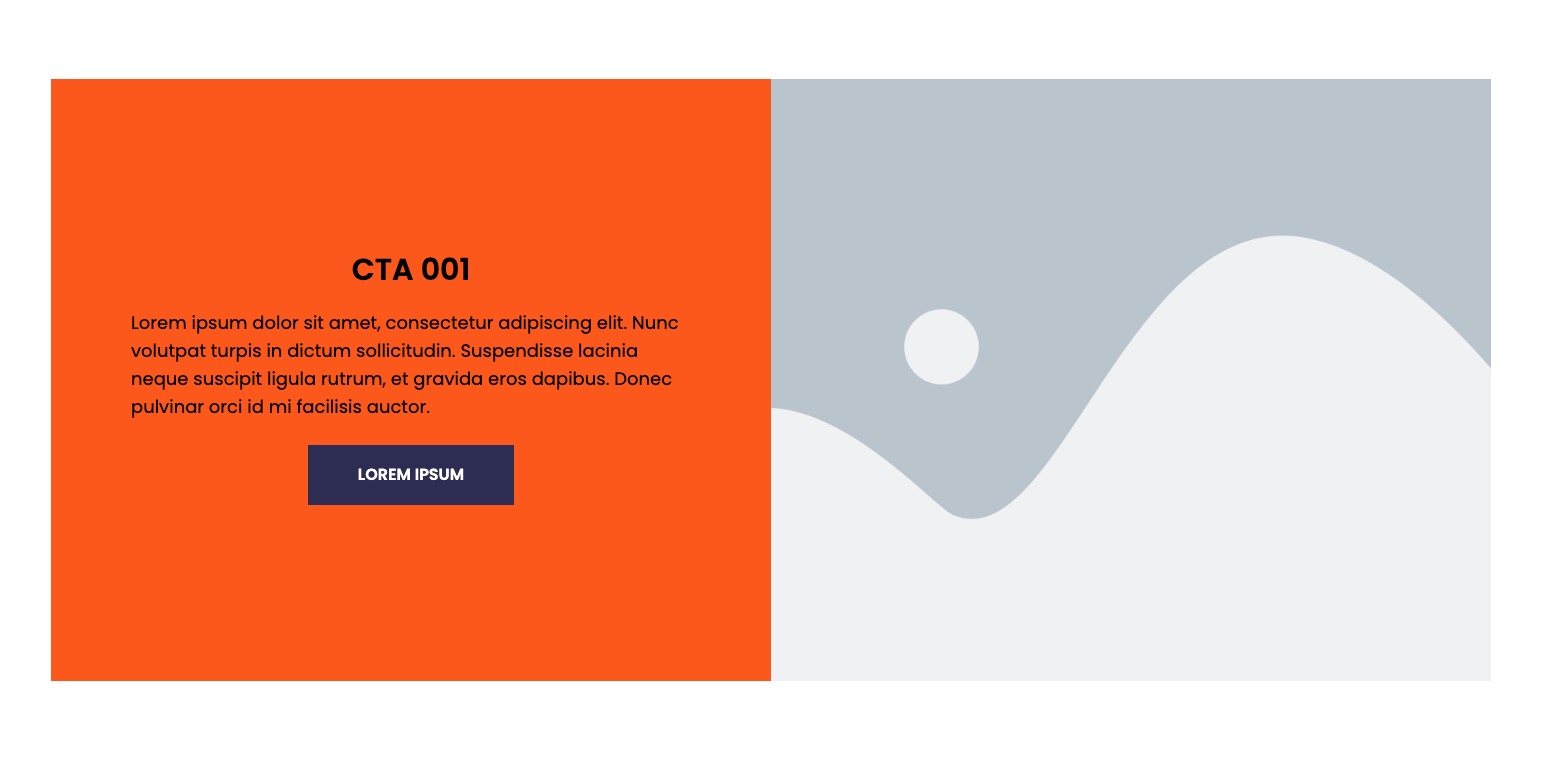 CTA 001
Lorem ipsum dolor sit amet, consectetur adipiscing elit. Nunc
volutpat turpis in dictum sollicitudin. Suspendisse lacinia
neque suscipit ligula rutrum, et gravida eros dapibus. Donec
pulvinar orci id mi facilisis auctor.
LOREM IPSUM